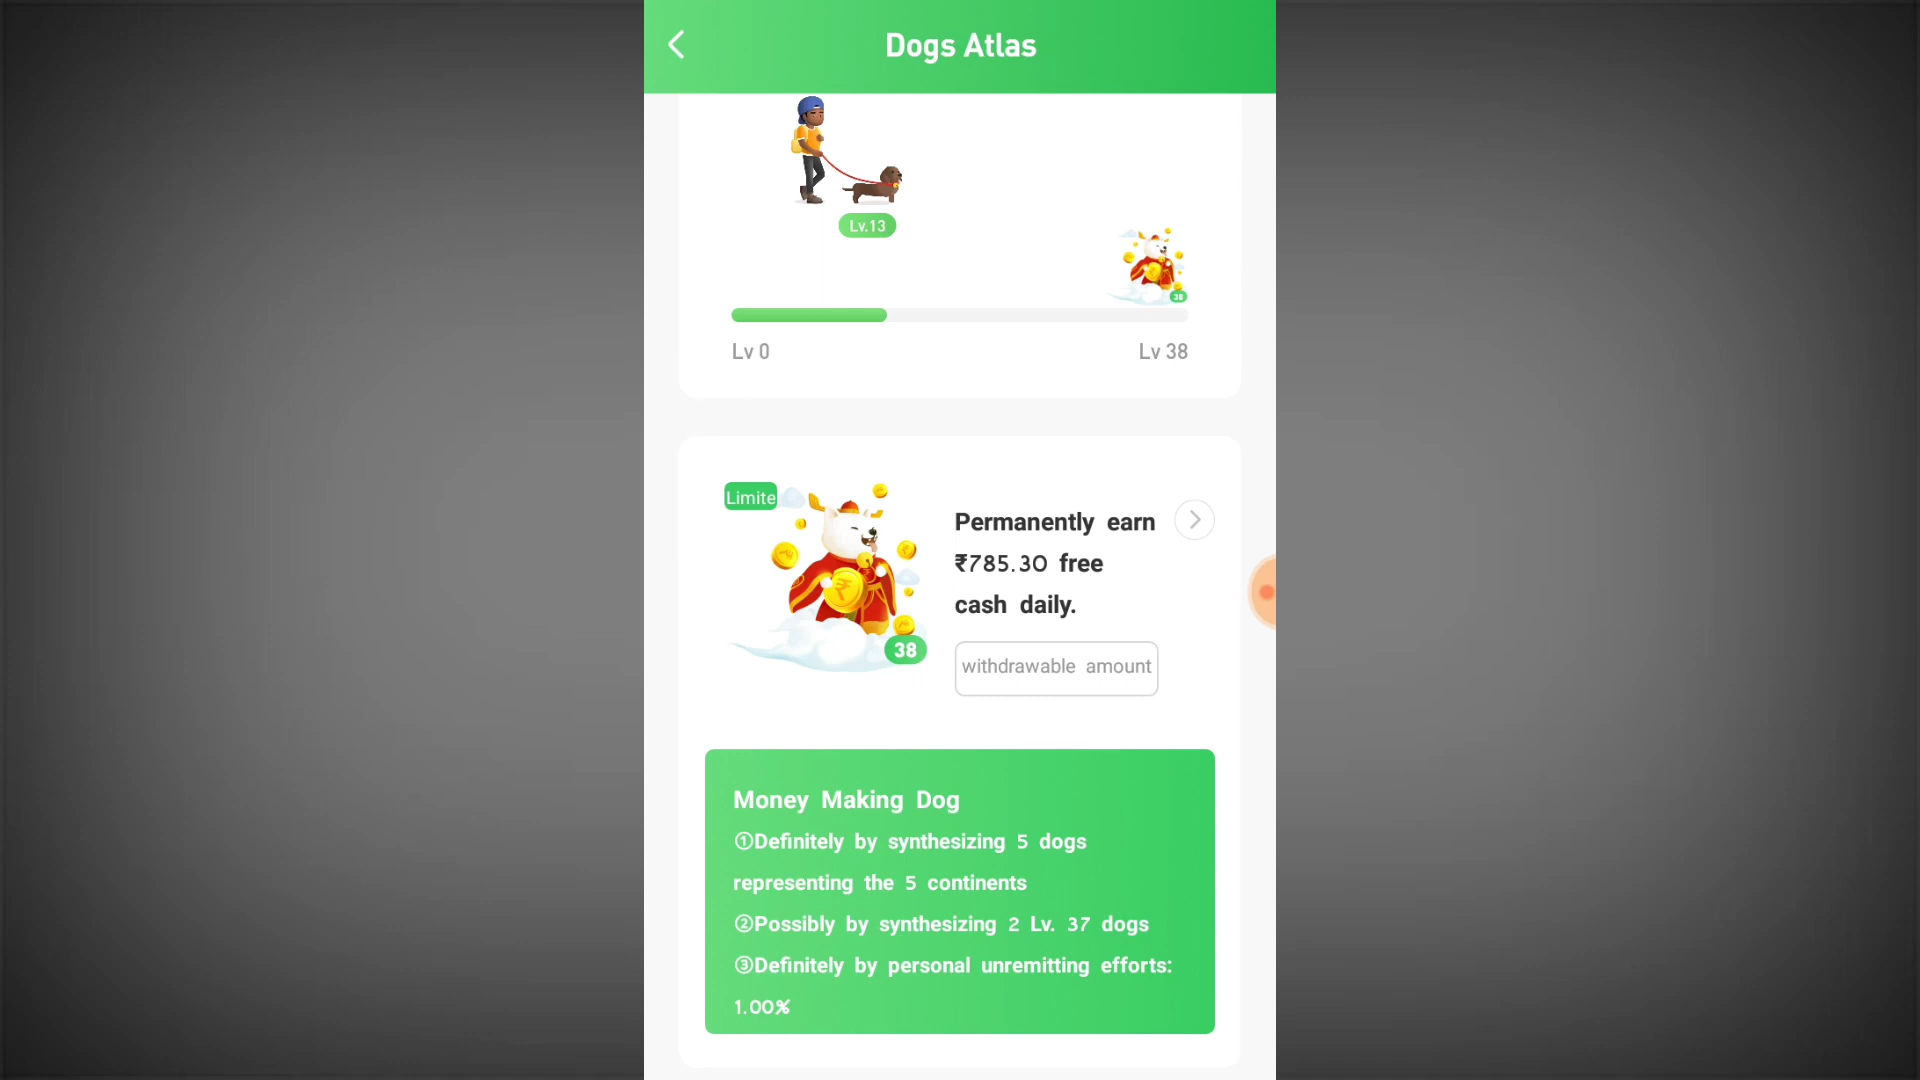 Dogs Atlas
Lv.13
38
Lv 0
Lv 38
Limite
Permanently earn
₹785.30 free
cash daily.
38
withdrawable amount
Money Making Dog
①Definitely by synthesizing 5 dogs
representing the 5 continents
②Possibly by synthesizing 2 Lv. 37 dogs
③Definitely by personal unremitting efforts:
1.00%